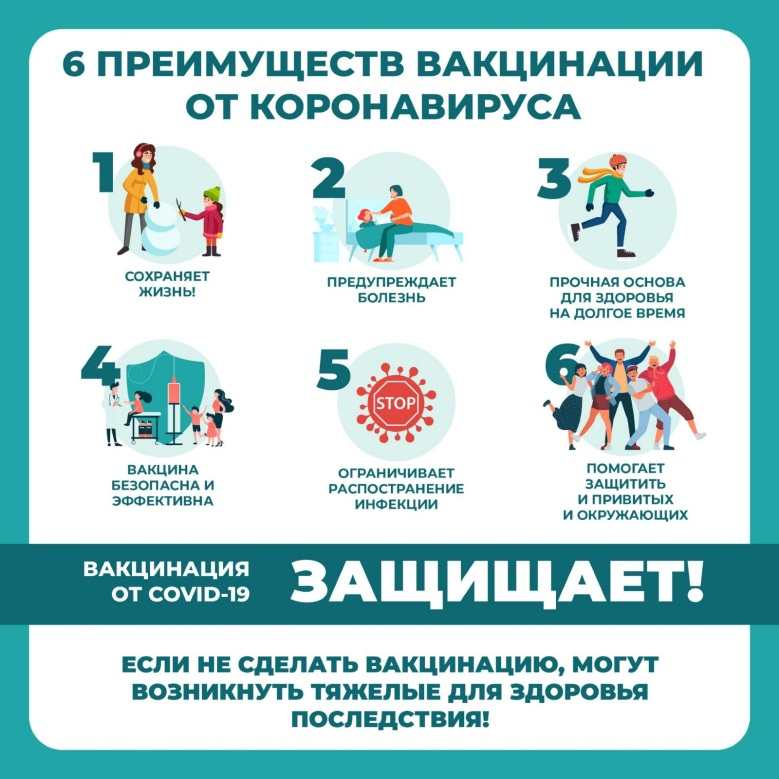 6 ПРЕИМУЩЕСТВ ВАКЦИНАЦИИ
ОТ КОРОНАВИРУСА
1
СОХРАНЯЕТ
ЖИЗНЬ!
2
ПРЕДУПРЕЖДАЕТ
БОЛЕЗНЬ
3
ПРОЧНАЯ ОСНОВА
ДЛЯ ЗДОРОВЬЯ
НА ДОЛГОЕ ВРЕМЯ
4
ВАКЦИНА
БЕЗОПАСНА И
ЭФФЕКТИВНА
5
STOP
ОГРАНИЧИВАЕТ
РАСПОСТРАНЕНИЕ
ИНФЕКЦИИ
6
ПОМОГАЕТ
ЗАЩИТИТЬ
И ПРИВИТЫХ
И ОКРУЖАЮЩИХ
ВАКЦИНАЦИЯ
ОТ COVID-19
ЗАЩИЩАЕТ!
ЕСЛИ НЕ СДЕЛАТЬ ВАКЦИНАЦИЮ, МОГУТ
ВОЗНИКНУТЬ ТЯЖЕЛЫЕ ДЛЯ ЗДОРОВЬЯ
ПОСЛЕДСТВИЯ!